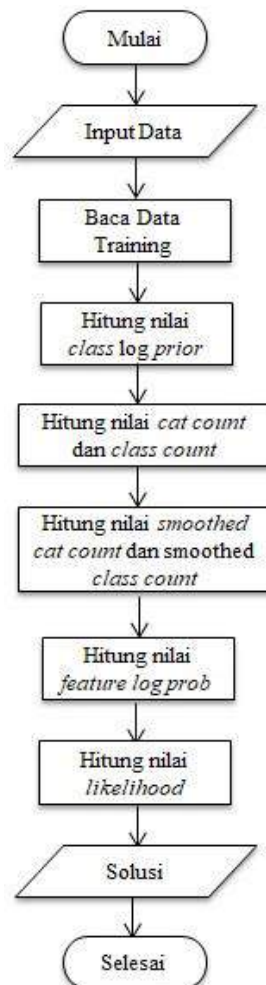 Mulai
Input Data
Baca Data
Training
Hitung nilai
class log prior
Hitung nilai cat count
dan class count
Hitung nilai smoothed
cat count dan smoothed
class count
Hitung nilai
feature log prob
Hitung nilai
likelihood
Solusi
Selesai